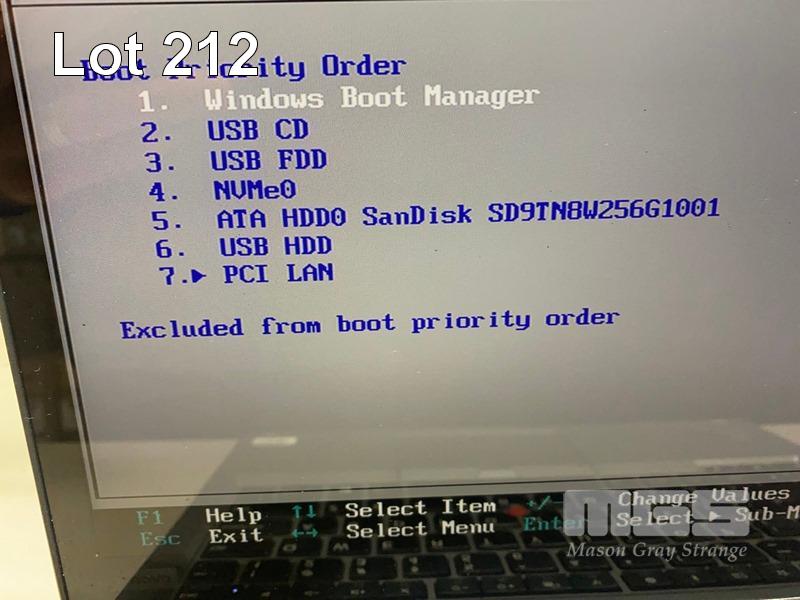 Lot 212
Boot Priority Order
1. Windows Boot Manager
2. USB CD
3. USB FDD
4. NVMe0
5. ATA HDD0 SanDisk SD9TN8W256G1001
6. USB HDD
7.▶ PCI LAN
Excluded from boot priority order
F1 Help ↑↓ Select Item +/- Change Values
Esc Exit ←→ Select Menu Enter Select ▶ Sub-M
MGS
Mason Gray Strange